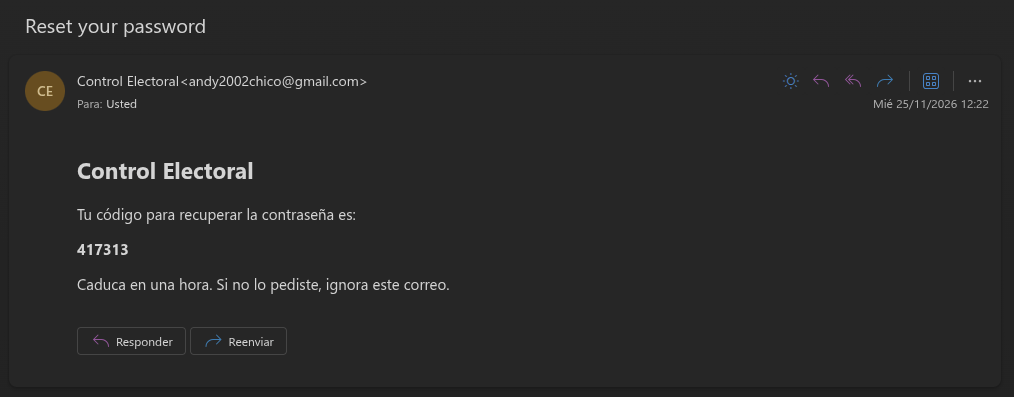 Reset your password
CE
Control Electoral<andy2002chico@gmail.com>
Para: Usted
Mié 25/11/2026 12:22
Control Electoral
Tu código para recuperar la contraseña es:
417313
Caduca en una hora. Si no lo pediste, ignora este correo.
Responder
Reenviar